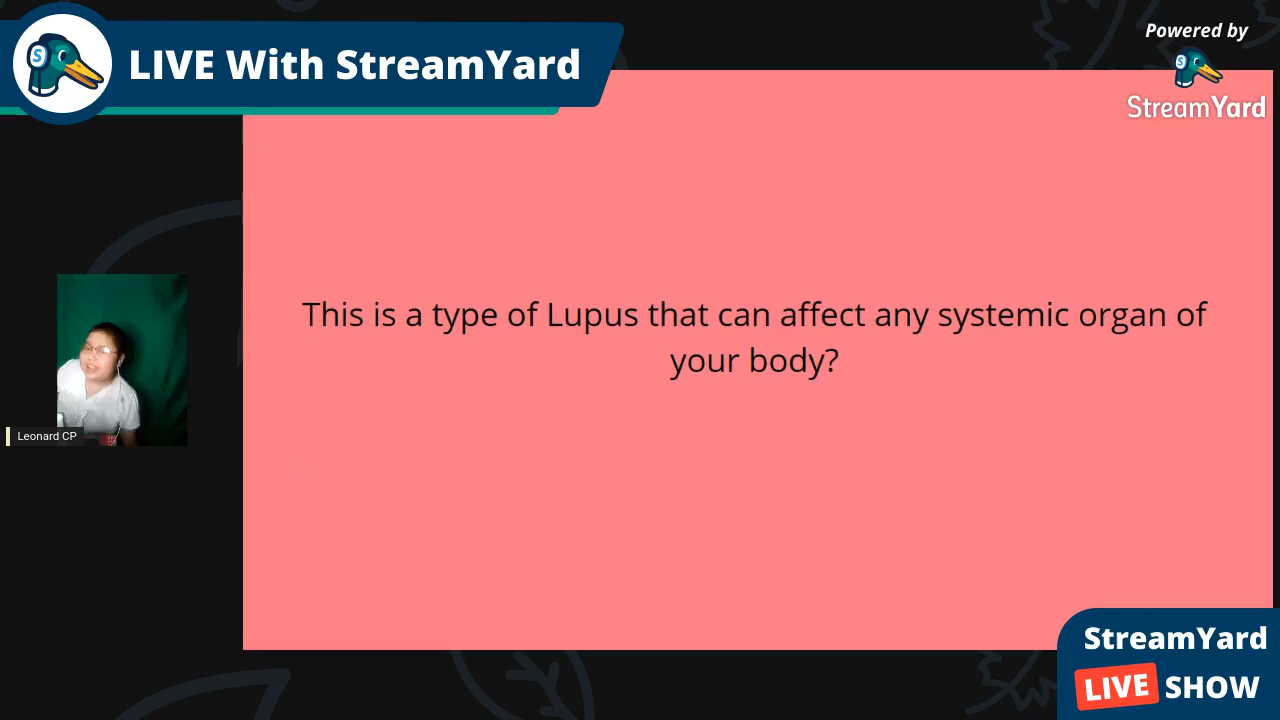 LIVE With StreamYard
Powered by
S
S
StreamYard
This is a type of Lupus that can affect any systemic organ of
your body?
Leonard CP
StreamYard
LIVE SHOW